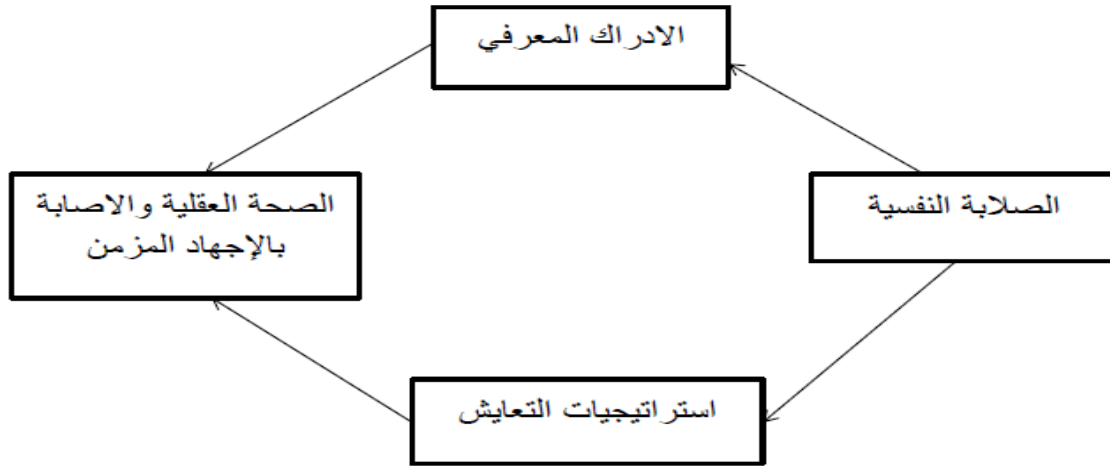 الادراك المعرفي
الصلابة النفسية
الصحة العقلية والاصابة
بالإجهاد المزمن
استراتيجيات التعايش